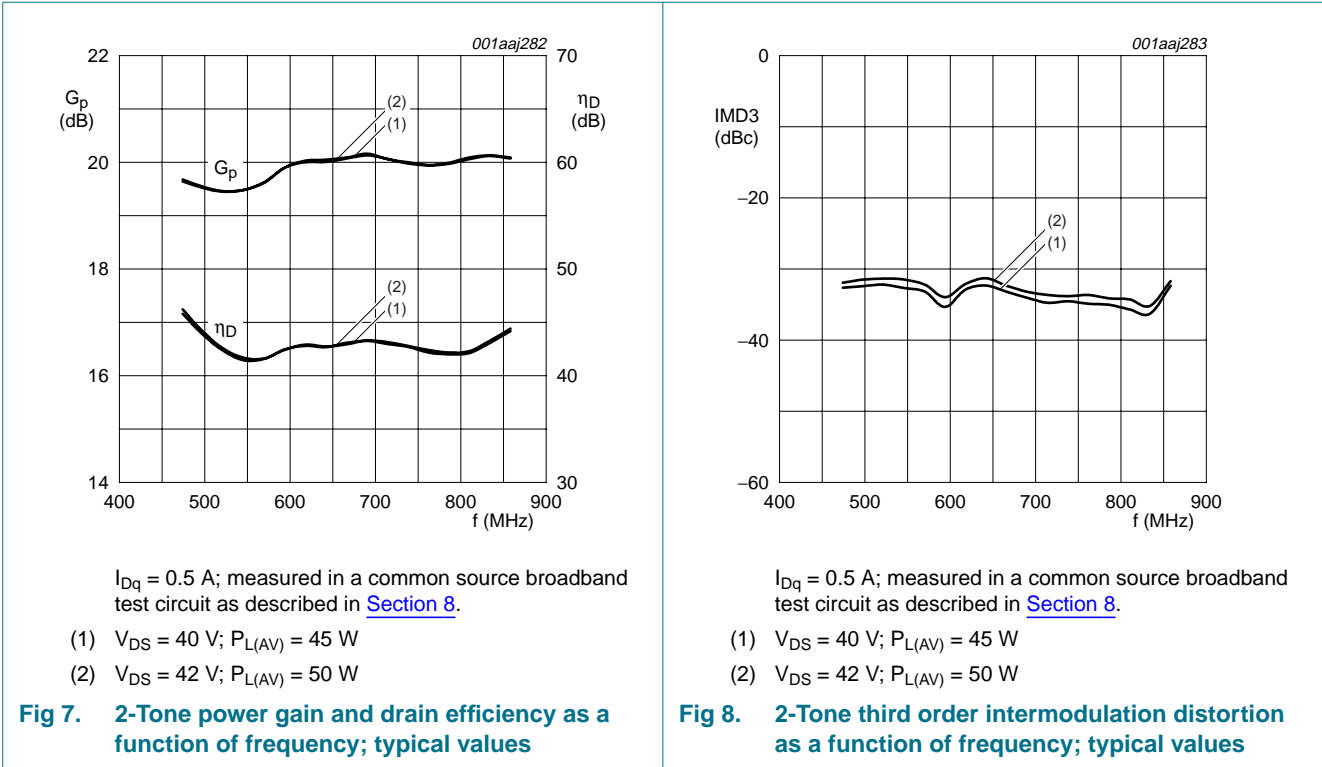 001aaj282
22
70
Gp
(dB)
ηD
(dB)
(2)
(1)
20
60
Gp
18
50
(2)
(1)
ηD
16
40
14
30
400
500
600
700
800
900
f (MHz)
IDq = 0.5 A; measured in a common source broadband
test circuit as described in Section 8.
(1) VDS = 40 V; PL(AV) = 45 W
(2) VDS = 42 V; PL(AV) = 50 W
Fig 7. 2-Tone power gain and drain efficiency as a
function of frequency; typical values
001aaj283
0
IMD3
(dBc)
−20
(2)
(1)
−40
−60
400
500
600
700
800
900
f (MHz)
IDq = 0.5 A; measured in a common source broadband
test circuit as described in Section 8.
(1) VDS = 40 V; PL(AV) = 45 W
(2) VDS = 42 V; PL(AV) = 50 W
Fig 8. 2-Tone third order intermodulation distortion
as a function of frequency; typical values